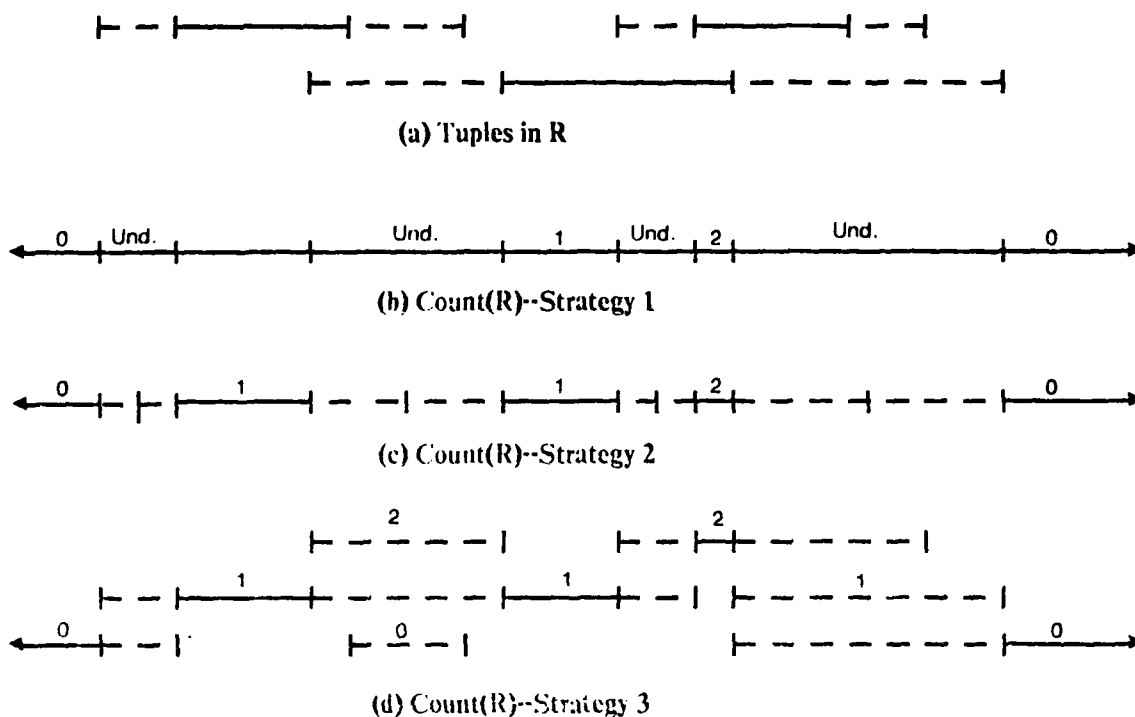 (a) Tuples in R
0 Und. Und. 1 Und. 2 Und. 0
(b) Count(R)--Strategy 1
0 1 1 2 0
(c) Count(R)--Strategy 2
2 2
1 1 1
0 0 0
(d) Count(R)--Strategy 3